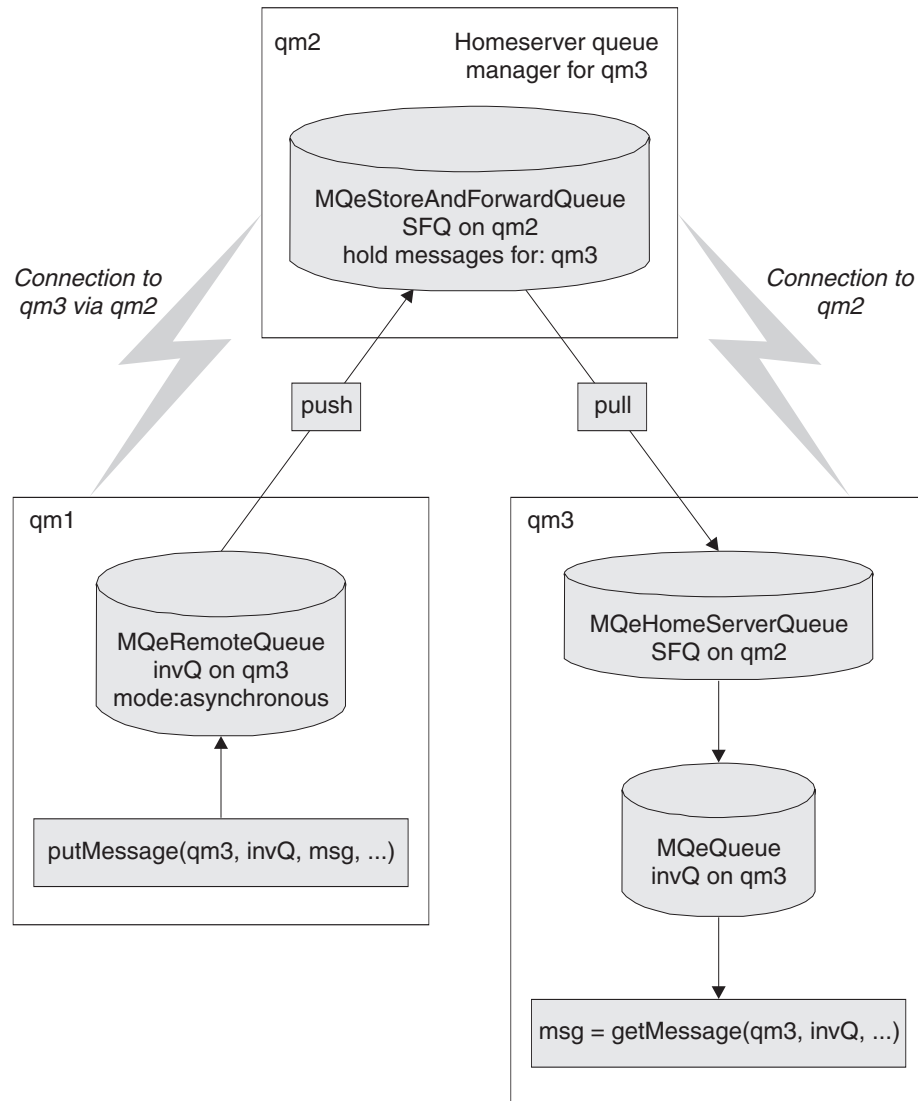 qm2
Homeserver queue
manager for qm3
MQeStoreAndForwardQueue
SFQ on qm2
hold messages for: qm3
Connection to
qm3 via qm2
Connection to
qm2
push
pull
qm1
MQeRemoteQueue
invQ on qm3
mode:asynchronous
putMessage(qm3, invQ, msg, ...)
qm3
MQeHomeServerQueue
SFQ on qm2
MQeQueue
invQ on qm3
msg = getMessage(qm3, invQ, ...)